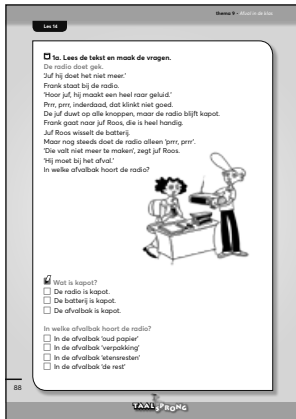 thema 9 - Afval in de klas
Les 14
1a. Lees de tekst en maak de vragen.
De radio doet gek.
'Juf hij doet het niet meer.'
Frank staat bij de radio.
'Hoor juf, hij maakt een heel raar geluid.'
Prrr, prrr, inderdaad, dat klinkt niet goed.
De juf duwt op alle knoppen, maar de radio blijft kapot.
Frank gaat naar juf Roos, die is heel handig.
Juf Roos wisselt de batterij.
Maar nog steeds doet de radio alleen 'prrr, prrr'.
'Die valt niet meer te maken', zegt juf Roos.
'Hij moet bij het afval.'
In welke afvalbak hoort de radio?
Wat is kapot?
De radio is kapot.
De batterij is kapot.
De afvalbak is kapot.
In welke afvalbak hoort de radio?
In de afvalbak 'oud papier'
In de afvalbak 'verpakking'
In de afvalbak 'etensresten'
In de afvalbak 'de rest'
88
TAALSPRONG